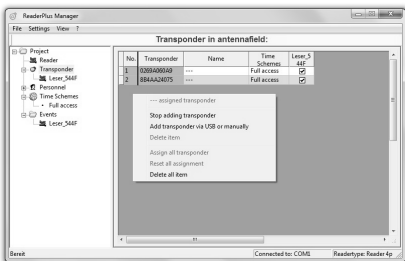 ReaderPlus Manager
File Settings View ?
Transponder in antennafield:
Project
Reader
Transponder
Leser_544F
Personnel
Time Schemes
Full access
Events
Leser_544F
No. Transponder Name Time Schemes Leser_544F
1 0269A060A9 --- Full access
2 8B4AA24075 --- Full access
--- assigned transponder
Stop adding transponder
Add transponder via USB or manually
Delete item
Assign all transponder
Reset all assignment
Delete all item
Bereit Connected to: COM1 Readertype: Reader 4p